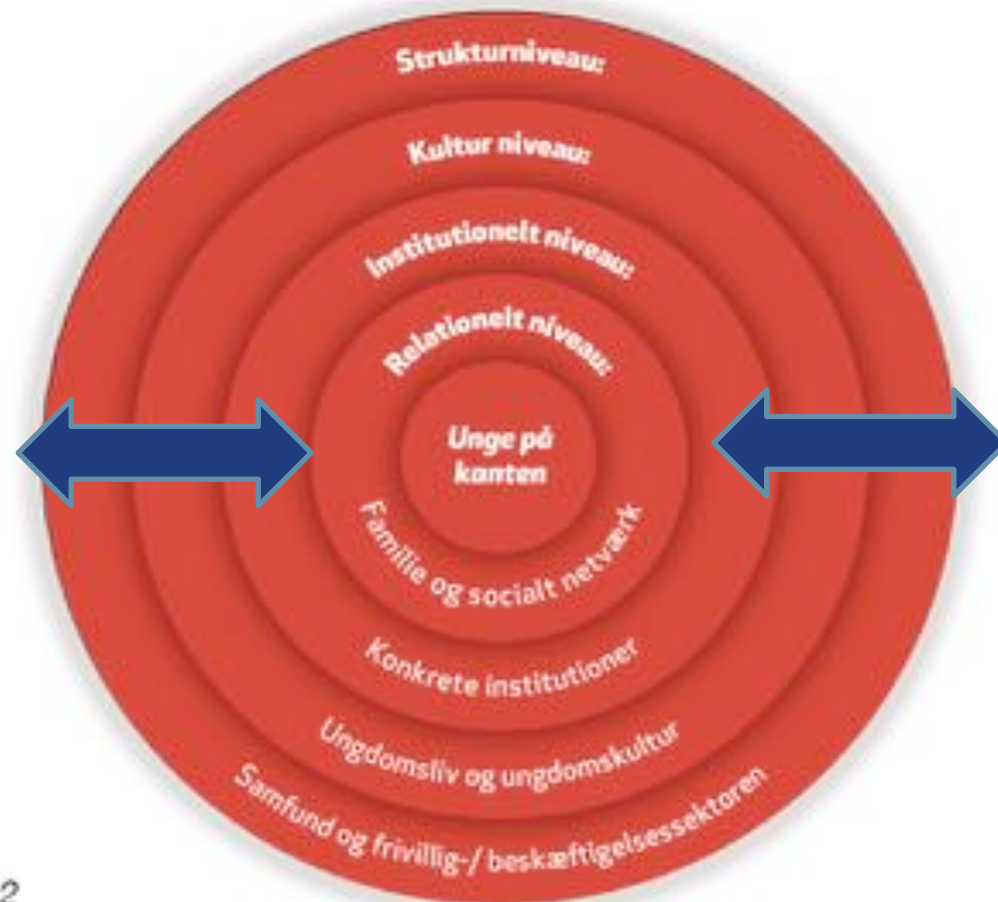 Strukturniveau:
Kultur niveau:
Institutionelt niveau:
Relationelt niveau:
Unge på
kanten
Familie og socialt netværk
Konkrete institutioner
Ungdomsliv og ungdomskultur
Samfund og frivillig-/ beskæftigelsessektoren
2